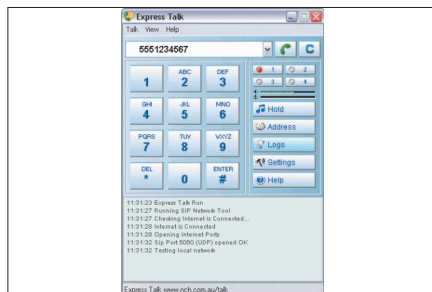 Express Talk
Talk View Help
5551234567
C
1 2
3 4
1
ABC
2
DEF
3
GHI
4
JKL
5
MNO
6
PQRS
7
TUV
8
WXYZ
9
DEL
*
0
ENTER
#
Hold
Address
Logs
Settings
Help
11:31:23 Express Talk Run
11:31:27 Running SIP Network Tool
11:31:27 Checking Internet is Connected...
11:31:28 Internet is Connected
11:31:28 Opening Internet Ports
11:31:32 Sip Port 5060 (UDP) opened OK
11:31:32 Testing local network
Express Talk www.nch.com.au/talk